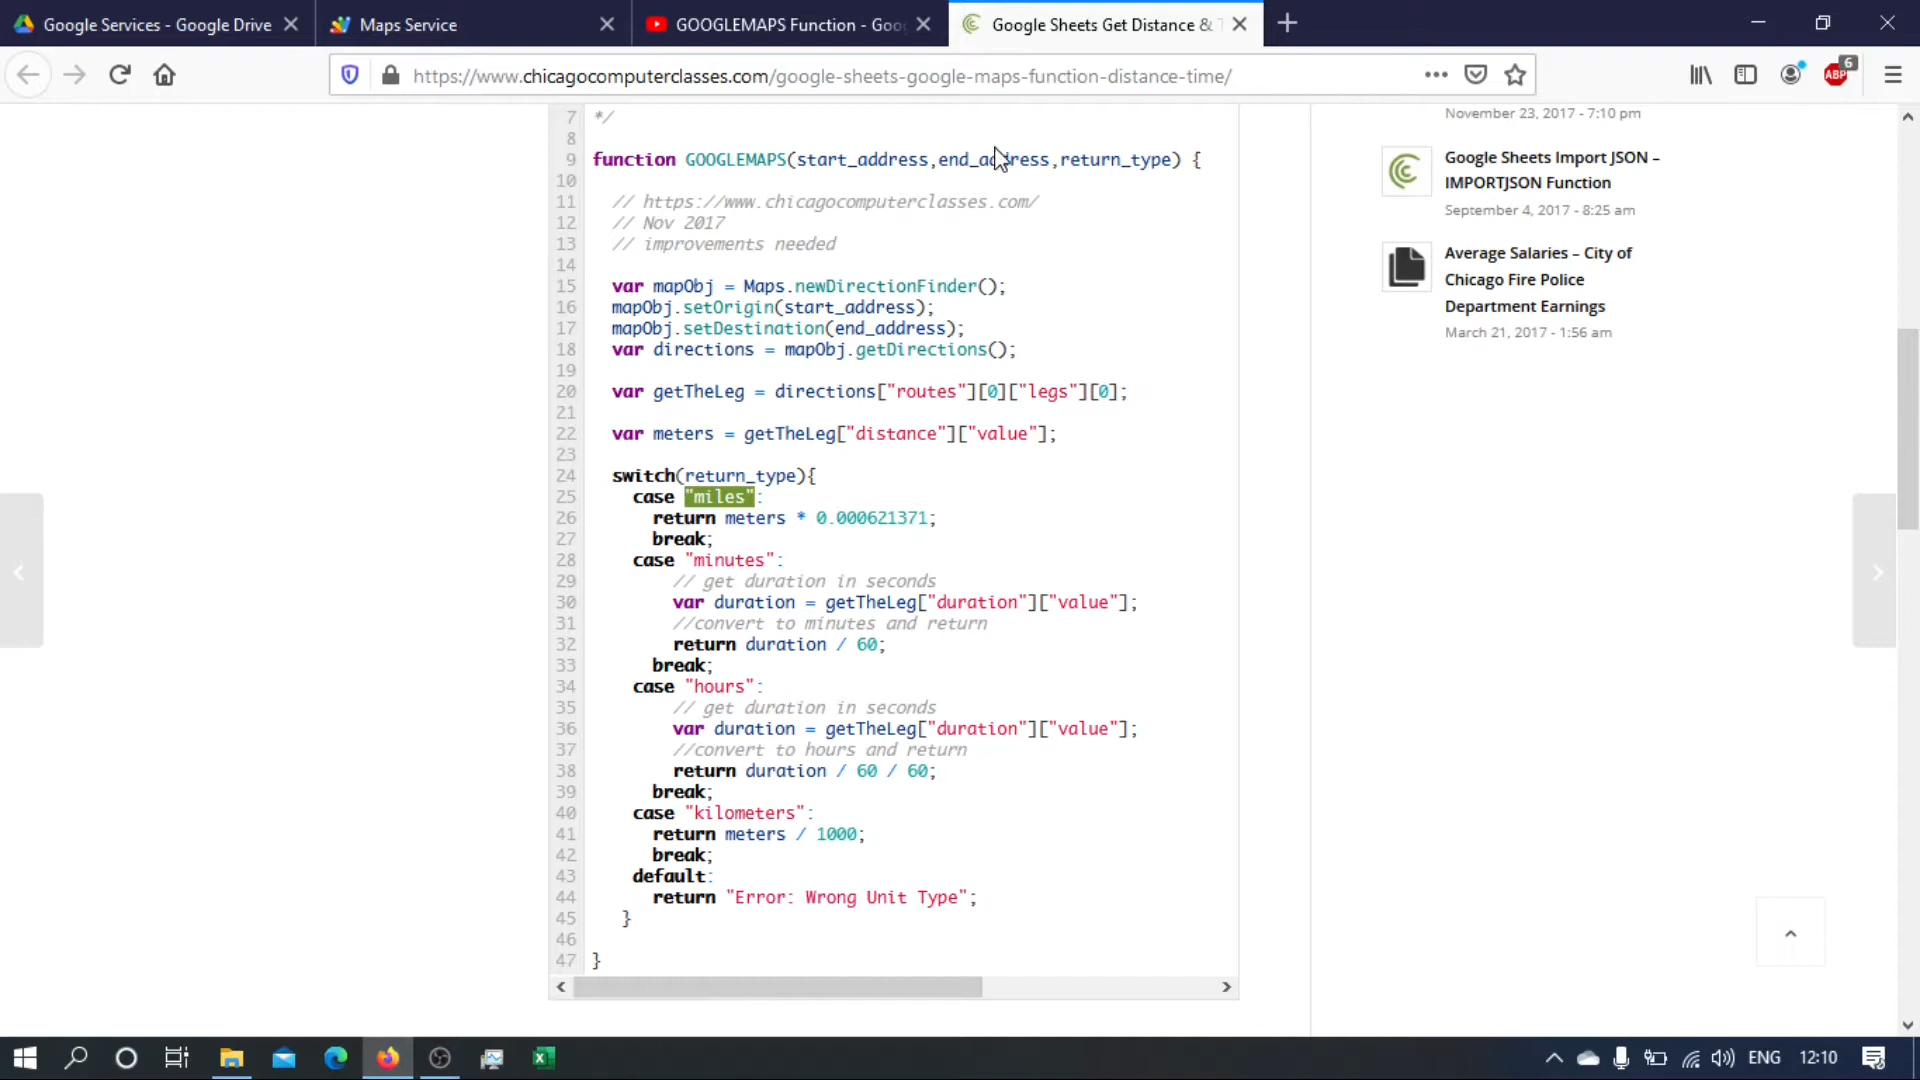 Google Services - Google Drive
Maps Service
GOOGLEMAPS Function - Goo
Google Sheets Get Distance & T
https://www.chicagocomputerclasses.com/google-sheets-google-maps-function-distance-time/
ABP
6
7 */
8
9 function GOOGLEMAPS(start_address,end_address,return_type) {
10
11 // https://www.chicagocomputerclasses.com/
12 // Nov 2017
13 // improvements needed
14
15 var mapObj = Maps.newDirectionFinder();
16 mapObj.setOrigin(start_address);
17 mapObj.setDestination(end_address);
18 var directions = mapObj.getDirections();
19
20 var getTheLeg = directions["routes"][0]["legs"][0];
21
22 var meters = getTheLeg["distance"]["value"];
23
24 switch(return_type){
25 case "miles":
26 return meters * 0.000621371;
27 break;
28 case "minutes":
29 // get duration in seconds
30 var duration = getTheLeg["duration"]["value"];
31 //convert to minutes and return
32 return duration / 60;
33 break;
34 case "hours":
35 // get duration in seconds
36 var duration = getTheLeg["duration"]["value"];
37 //convert to hours and return
38 return duration / 60 / 60;
39 break;
40 case "kilometers":
41 return meters / 1000;
42 break;
43 default:
44 return "Error: Wrong Unit Type";
45 }
46
47 }
November 23, 2017 - 7:10 pm
Google Sheets Import JSON –
IMPORTJSON Function
September 4, 2017 - 8:25 am
Average Salaries – City of
Chicago Fire Police
Department Earnings
March 21, 2017 - 1:56 am
ENG
12:10